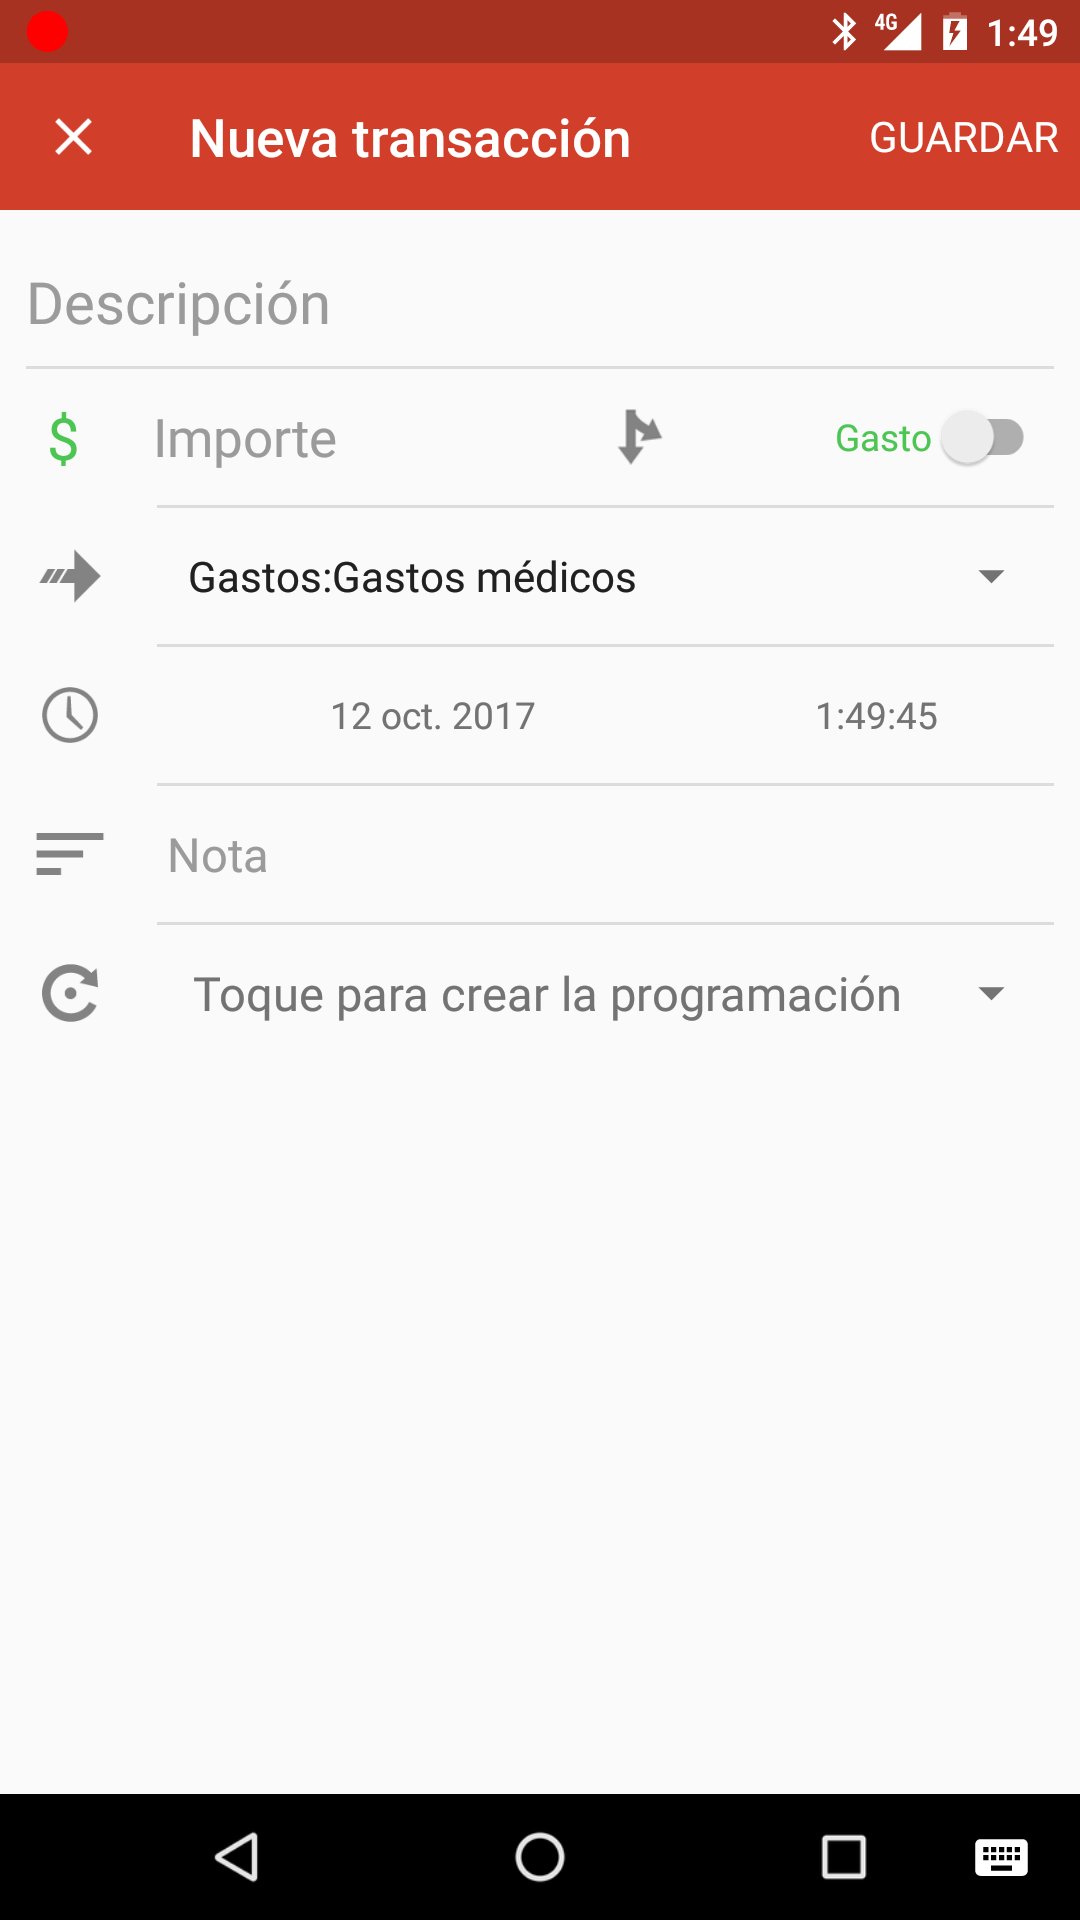 4G 1:49
Nueva transacción GUARDAR
Descripción
$ Importe Gasto
Gastos:Gastos médicos
12 oct. 2017 1:49:45
Nota
Toque para crear la programación